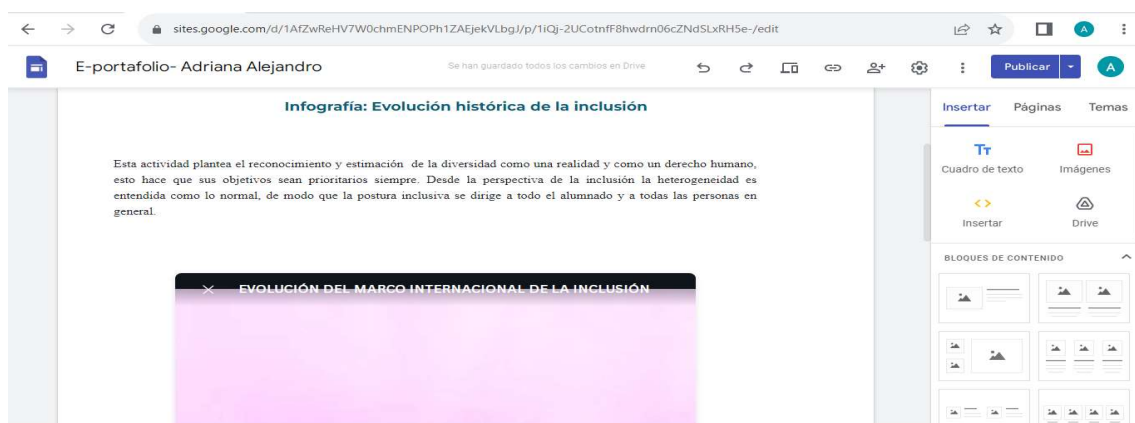 sites.google.com/d/1AfZwReHV7W0chmENPOPh1ZAEjekVLbgJ/p/1iQj-2UCotnfF8hwdrn06cZNdSLxRH5e-/edit
A
E-portafolio- Adriana Alejandro
Se han guardado todos los cambios en Drive
Publicar
A
Infografía: Evolución histórica de la inclusión
Insertar Páginas Temas
Esta actividad plantea el reconocimiento y estimación de la diversidad como una realidad y como un derecho humano,
esto hace que sus objetivos sean prioritarios siempre. Desde la perspectiva de la inclusión la heterogeneidad es
entendida como lo normal, de modo que la postura inclusiva se dirige a todo el alumnado y a todas las personas en
general.
Tт
Cuadro de texto Imágenes
Insertar Drive
BLOQUES DE CONTENIDO
EVOLUCIÓN DEL MARCO INTERNACIONAL DE LA INCLUSIÓN